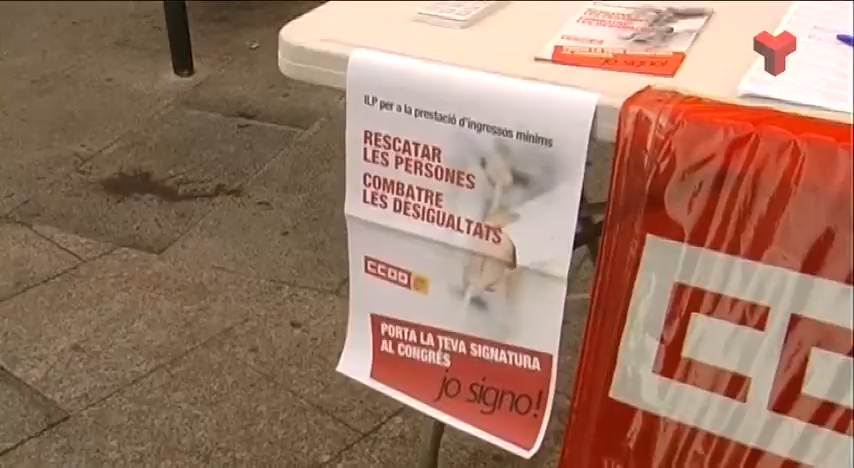 jo signo!
ILP per a la prestació d'ingressos mínims
RESCATAR
LES PERSONES
COMBATRE
LES DESIGUALTATS
CCOO
PORTA LA TEVA SIGNATURA
AL CONGRÉS
jo signo!
CC